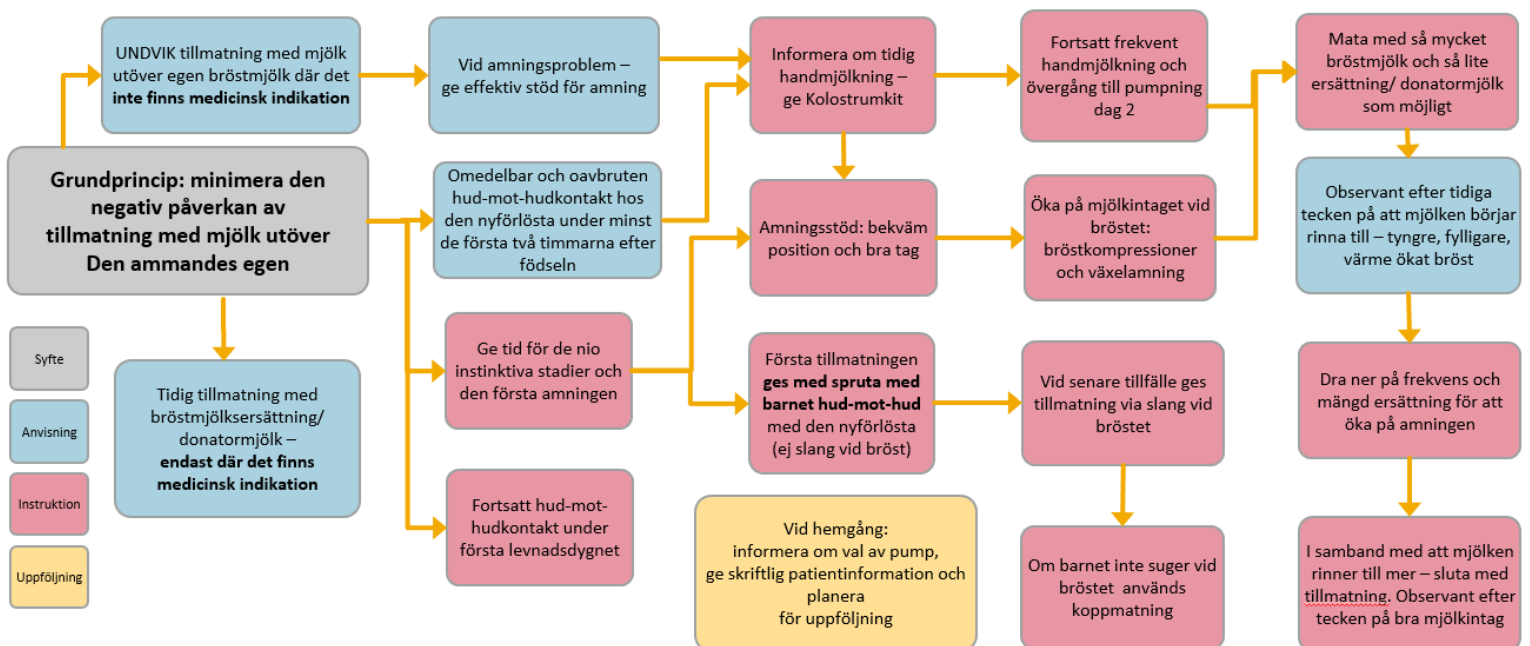 UNDVIK tillmatning med mjölk
utöver egen bröstmjölk där det
inte finns medicinsk indikation
Vid amningsproblem –
ge effektiv stöd för amning
Informera om tidig
handmjölkning –
ge Kolostrumkit
Fortsatt frekvent
handmjölkning och
övergång till pumpning
dag 2
Mata med så mycket
bröstmjölk och så lite
ersättning/ donatormjölk
som möjligt
Grundprincip: minimera den
negativ påverkan av
tillmatning med mjölk utöver
Den ammandes egen
Omedelbar och oavbruten
hud-mot-hudkontakt hos
den nyförlösta under minst
de första två timmarna efter
födseln
Amningsstöd: bekväm
position och bra tag
Öka på mjölkintaget vid
bröstet:
bröstkompressioner
och växelamning
Observant efter tidiga
tecken på att mjölken börjar
rinna till – tyngre, fylligare,
värme ökat bröst
Syfte
Anvisning
Instruktion
Uppföljning
Tidig tillmatning med
bröstmjölksersättning/
donatormjölk –
endast där det finns
medicinsk indikation
Ge tid för de nio
instinktiva stadier och
den första amningen
Första tillmatningen
ges med spruta med
barnet hud-mot-hud
med den nyförlösta
(ej slang vid bröst)
Vid senare tillfälle ges
tillmatning via slang vid
bröstet
Dra ner på frekvens och
mängd ersättning för att
öka på amningen
Fortsatt hud-mot-
hudkontakt under
första levnadsdygnet
Vid hemgång:
informera om val av pump,
ge skriftlig patientinformation och
planera
för uppföljning
Om barnet inte suger vid
bröstet används
koppmatning
I samband med att mjölken
rinner till mer – sluta med
tillmatning. Observant efter
tecken på bra mjölkintag